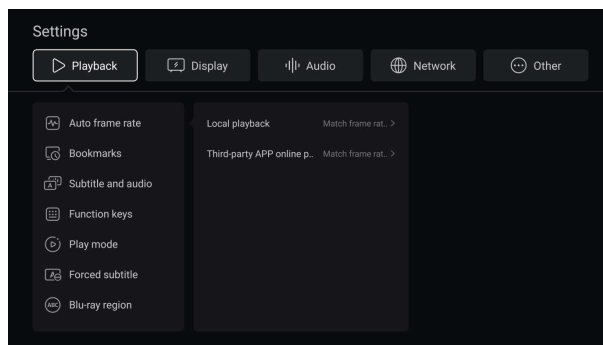 Settings
Playback
Display
Audio
Network
Other
Auto frame rate
Local playback Match frame rat.. >
Bookmarks
Third-party APP online p.. Match frame rat.. >
Subtitle and audio
Function keys
Play mode
Forced subtitle
ABC Blu-ray region